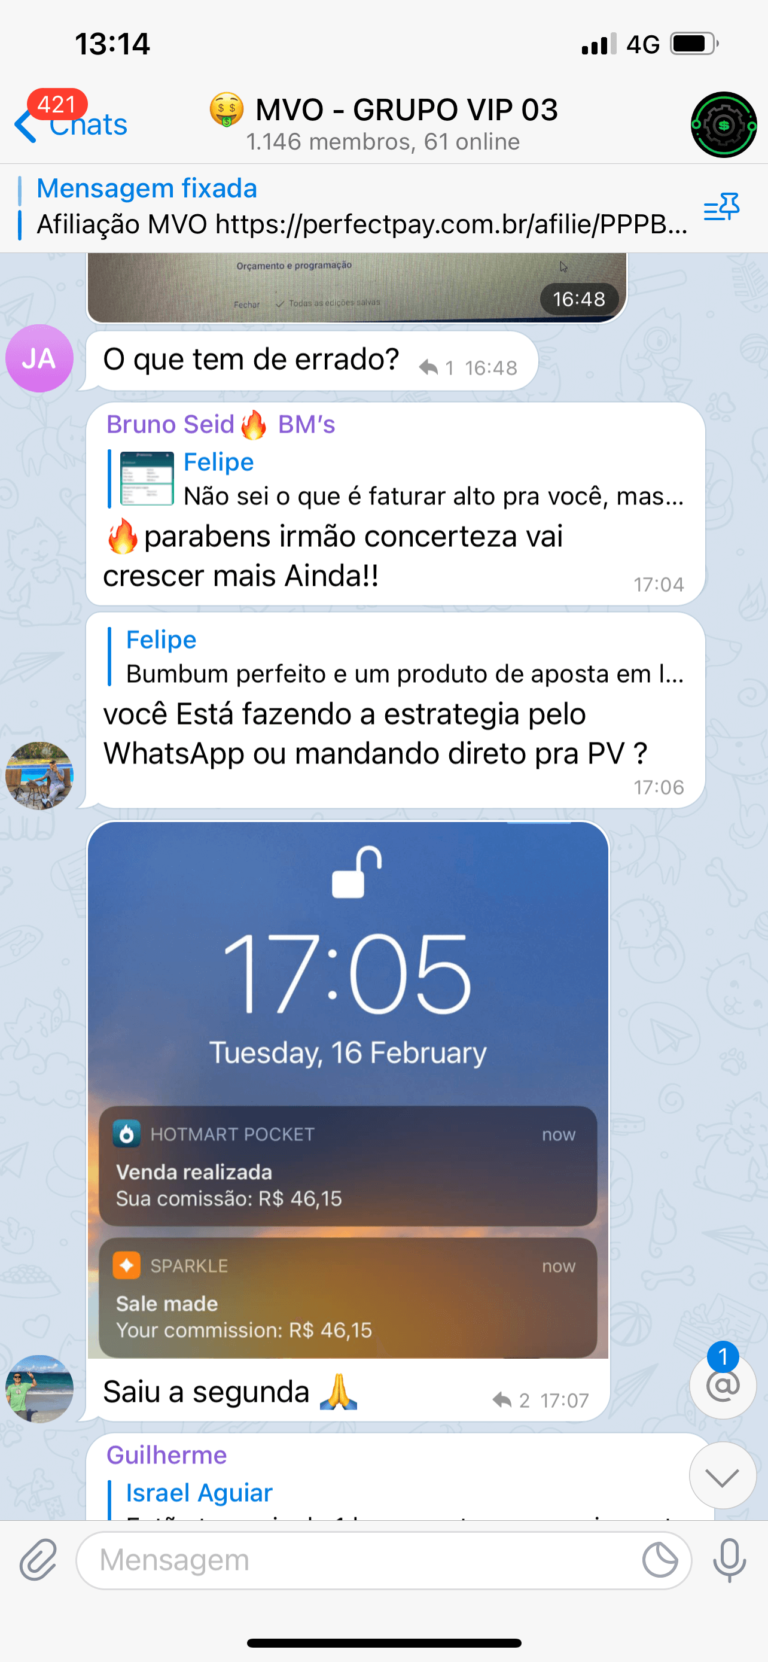 13:14
4G
421
Chats
🤑 MVO - GRUPO VIP 03
1.146 membros, 61 online
Mensagem fixada
Afiliação MVO https://perfectpay.com.br/afilie/PPPB...
Orçamento e programação
Fechar ✓ Todas as edições salvas
16:48
JA
O que tem de errado?
1 16:48
Bruno Seid🔥 BM's
Felipe
Não sei o que é faturar alto pra você, mas...
🔥parabens irmão concerteza vai
crescer mais Ainda!!
17:04
Felipe
Bumbum perfeito e um produto de aposta em l...
você Está fazendo a estrategia pelo
WhatsApp ou mandando direto pra PV ?
17:06
17:05
Tuesday, 16 February
HOTMART POCKET
now
Venda realizada
Sua comissão: R$ 46,15
SPARKLE
now
Sale made
Your commission: R$ 46,15
1
@
Saiu a segunda 🙏
2 17:07
Guilherme
Israel Aguiar
Mensagem